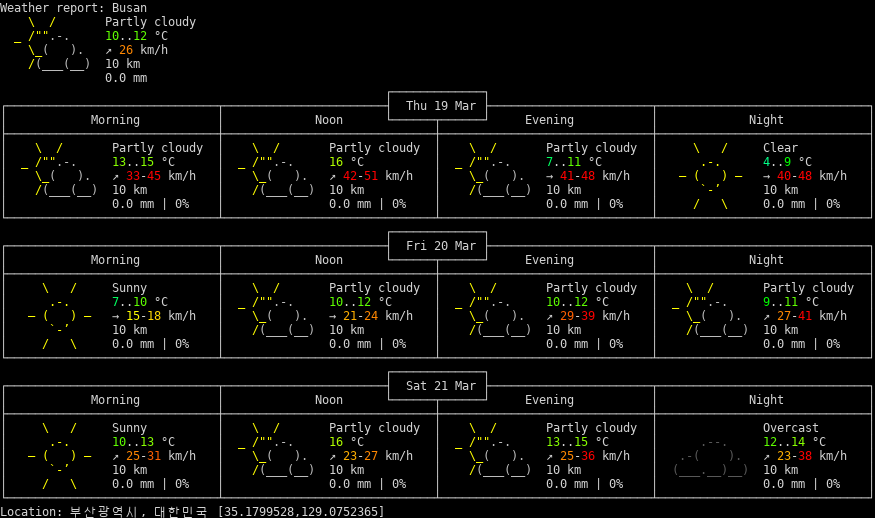 Weather report: Busan
Partly cloudy
10..12 °C
↗ 26 km/h
10 km
0.0 mm
Thu 19 Mar
Morning Noon Evening Night
Partly cloudy Partly cloudy Partly cloudy Clear
13..15 °C 16 °C 7..11 °C 4..9 °C
↗ 33-45 km/h ↗ 42-51 km/h → 41-48 km/h → 40-48 km/h
10 km 10 km 10 km 10 km
0.0 mm | 0% 0.0 mm | 0% 0.0 mm | 0% 0.0 mm | 0%
Fri 20 Mar
Morning Noon Evening Night
Sunny Partly cloudy Partly cloudy Partly cloudy
7..10 °C 10..12 °C 10..12 °C 9..11 °C
→ 15-18 km/h → 21-24 km/h ↗ 29-39 km/h ↗ 27-41 km/h
10 km 10 km 10 km 10 km
0.0 mm | 0% 0.0 mm | 0% 0.0 mm | 0% 0.0 mm | 0%
Sat 21 Mar
Morning Noon Evening Night
Sunny Partly cloudy Partly cloudy Overcast
10..13 °C 16 °C 13..15 °C 12..14 °C
↗ 25-31 km/h ↗ 23-27 km/h ↗ 25-36 km/h ↗ 23-38 km/h
10 km 10 km 10 km 10 km
0.0 mm | 0% 0.0 mm | 0% 0.0 mm | 0% 0.0 mm | 0%
Location: 부산광역시, 대한민국 [35.1799528,129.0752365]